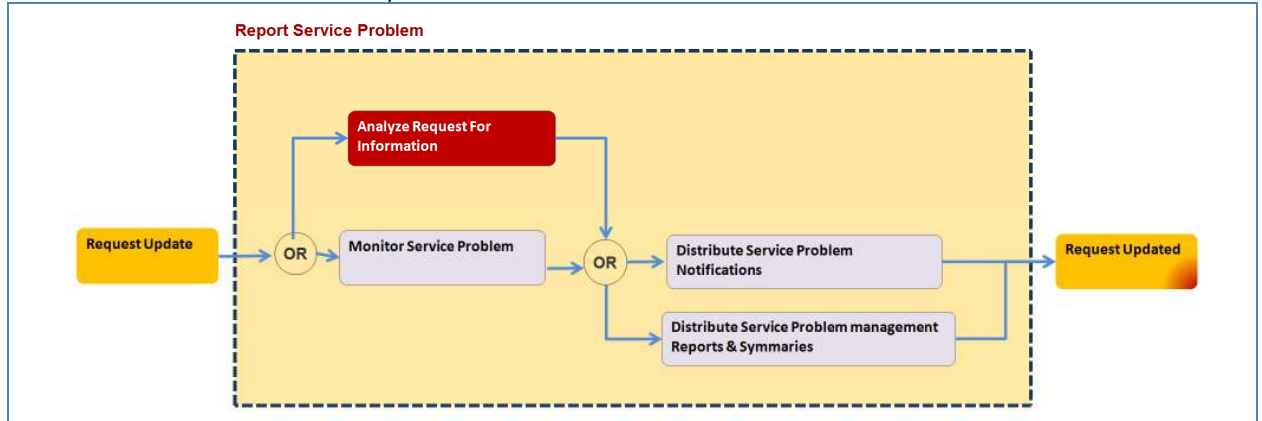 Report Service Problem
Analyze Request For
Information
Request Update
OR
Monitor Service Problem
OR
Distribute Service Problem
Notifications
Request Updated
Distribute Service Problem management
Reports & Symmaries